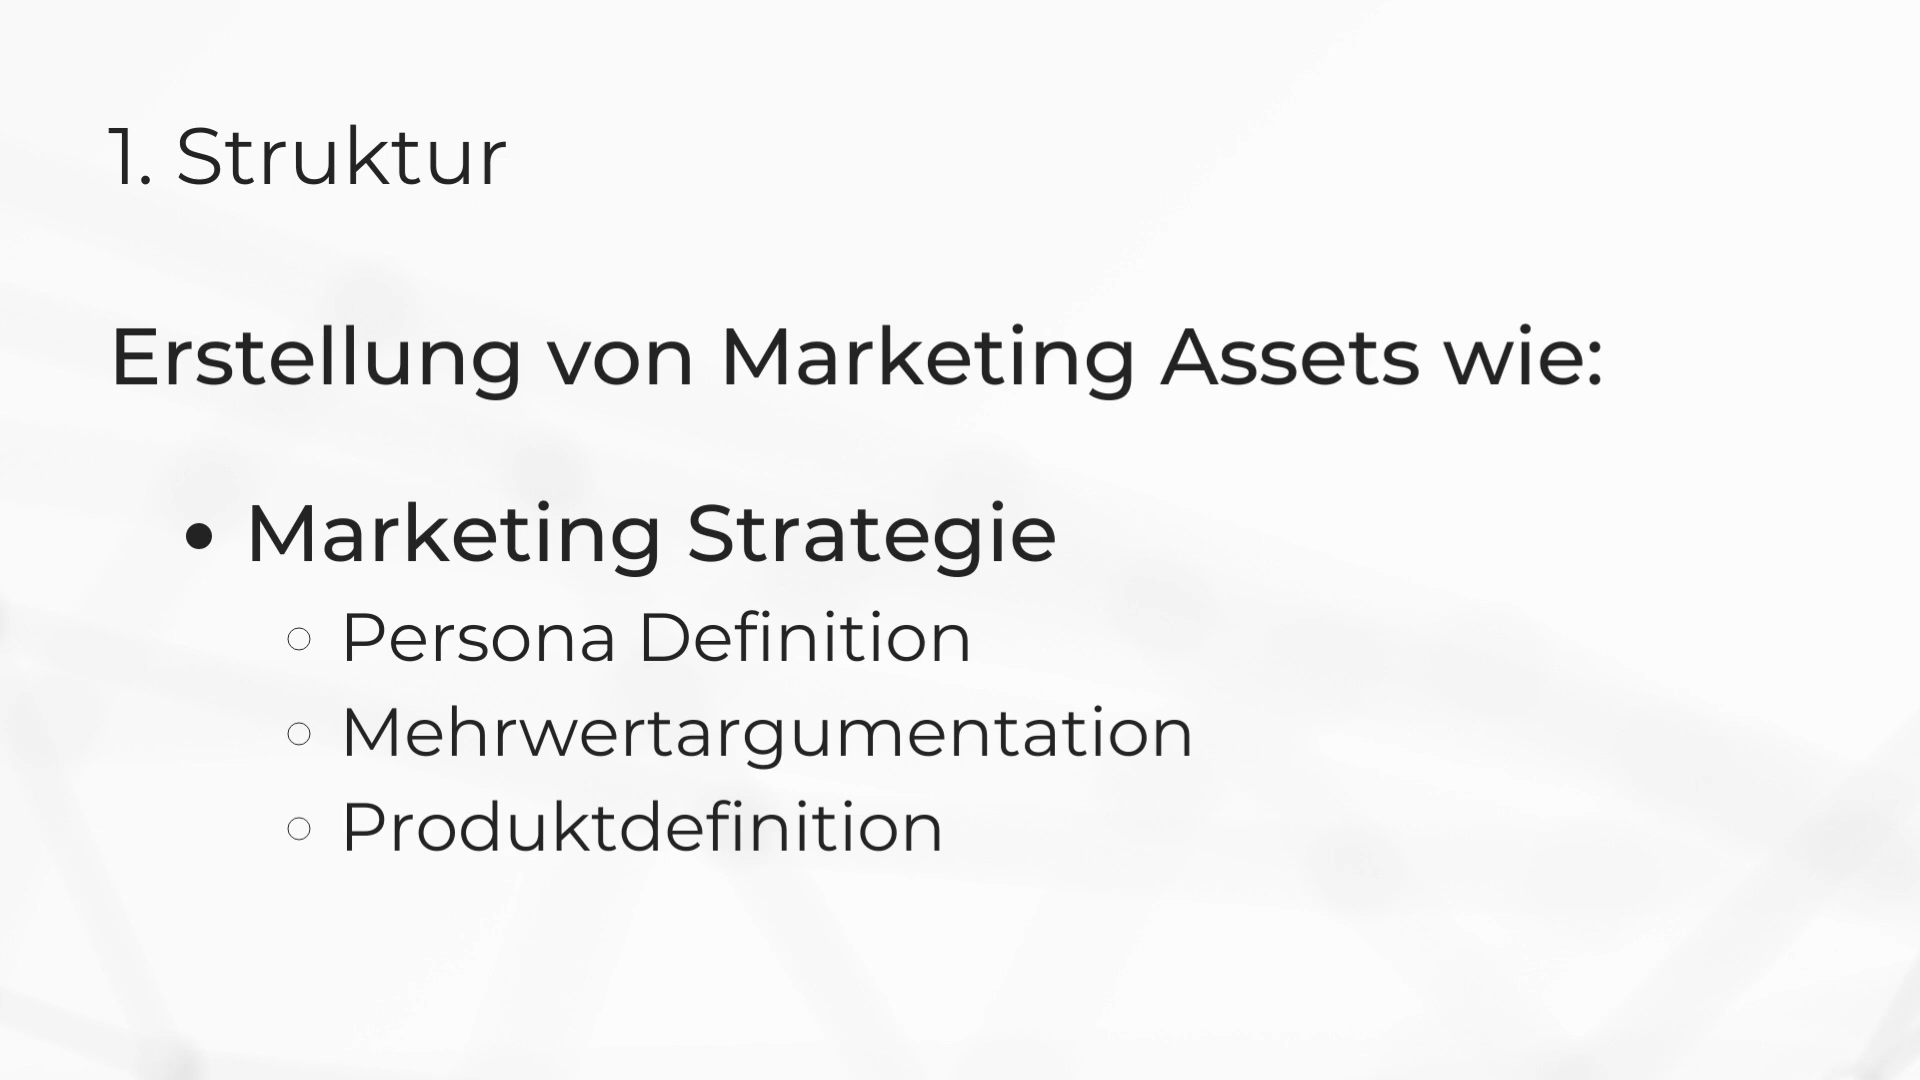 1. Struktur
Erstellung von Marketing Assets wie:
• Marketing Strategie
○ Persona Definition
○ Mehrwertargumentation
○ Produktdefinition